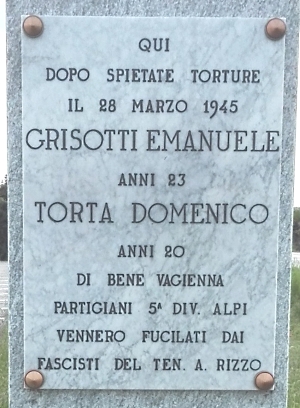 QUI
DOPO SPIETATE TORTURE
IL 28 MARZO 1945
GRISOTTI EMANUELE
ANNI 23
TORTA DOMENICO
ANNI 20
DI BENE VAGIENNA
PARTIGIANI 5ᴬ DIV. ALPI
VENNERO FUCILATI DAI
FASCISTI DEL TEN. A. RIZZO